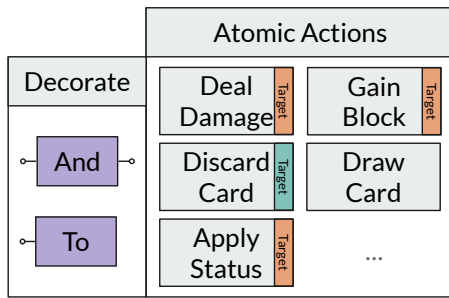 Atomic Actions
Decorate
And
To
Deal
Damage
Target
Gain
Block
Target
Discard
Card
Target
Draw
Card
Apply
Status
Target
...